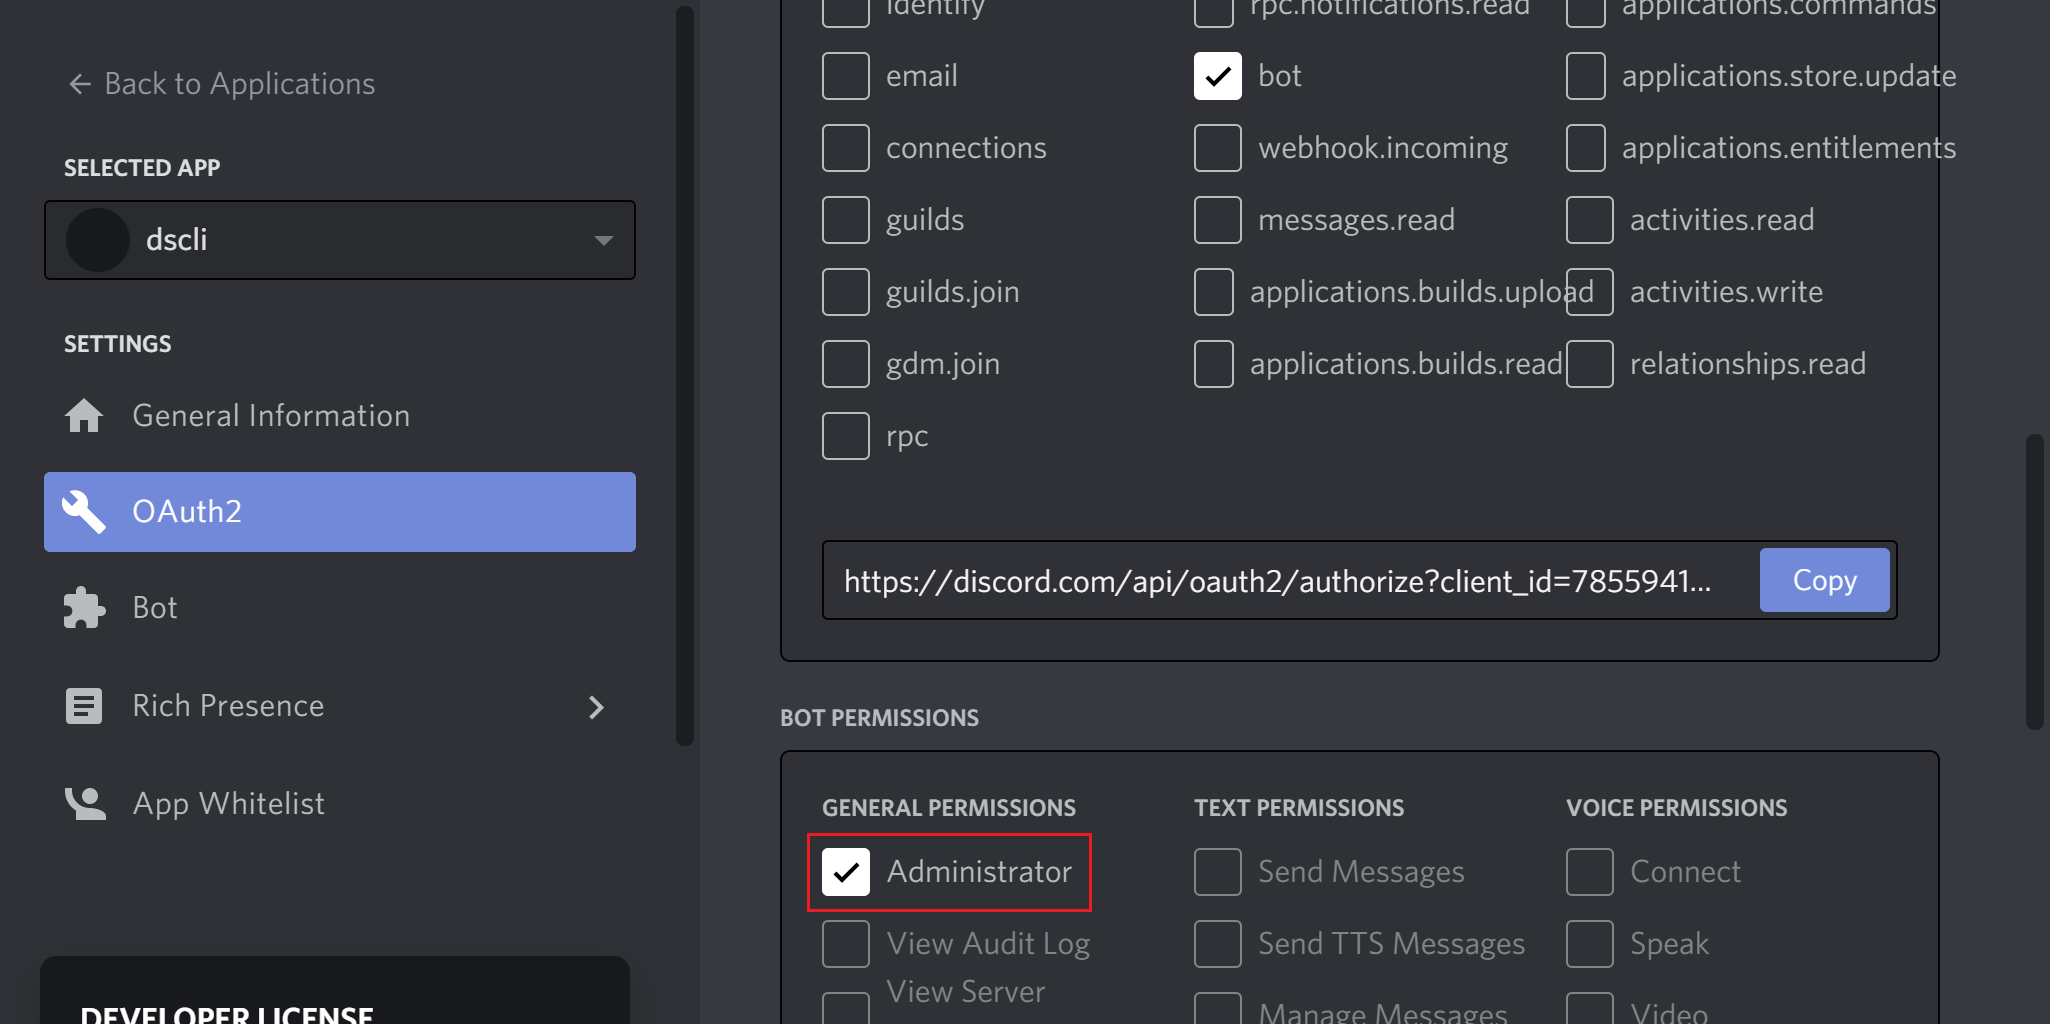 ← Back to Applications
SELECTED APP
dscli
SETTINGS
General Information
OAuth2
Bot
Rich Presence
App Whitelist
DEVELOPER LICENSE
identify
rpc.notifications.read
applications.commands
email
bot
applications.store.update
connections
webhook.incoming
applications.entitlements
guilds
messages.read
activities.read
guilds.join
applications.builds.upload
activities.write
gdm.join
applications.builds.read
relationships.read
rpc
https://discord.com/api/oauth2/authorize?client_id=7855941...
Copy
BOT PERMISSIONS
GENERAL PERMISSIONS
TEXT PERMISSIONS
VOICE PERMISSIONS
Administrator
Send Messages
Connect
View Audit Log
Send TTS Messages
Speak
View Server
Manage Messages
Video